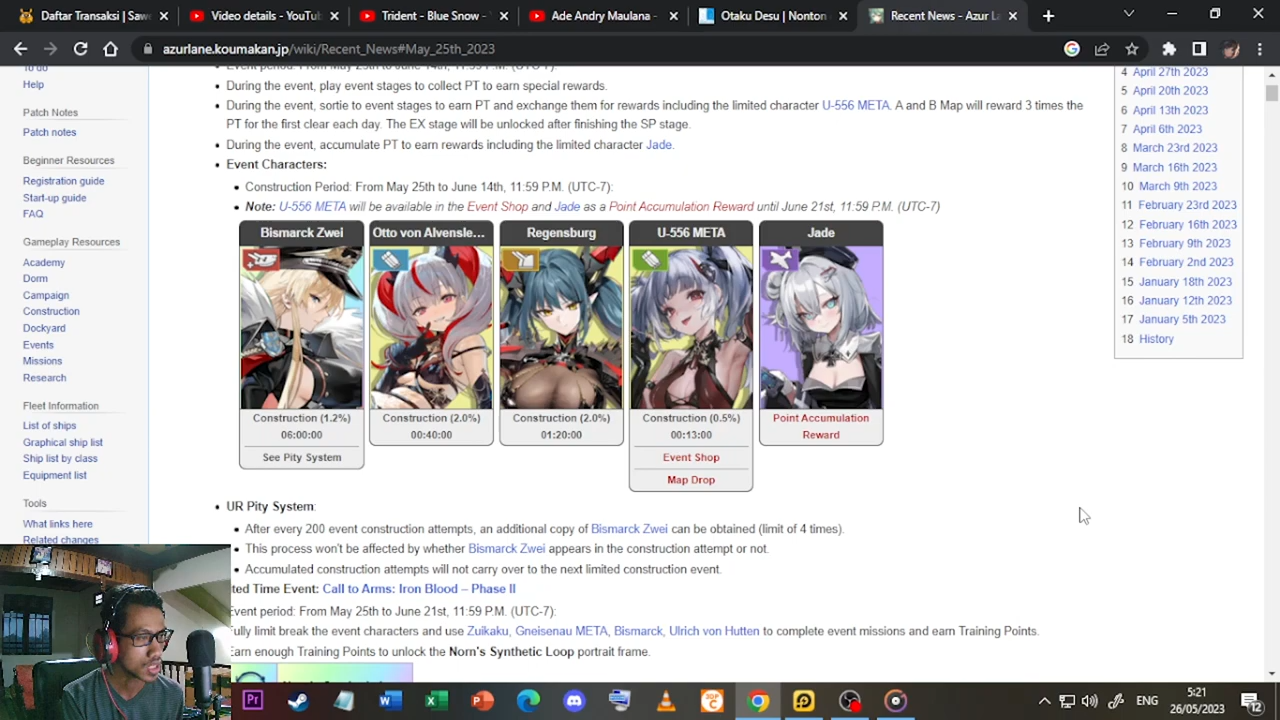 Daftar Transaksi | Saw
Video details - YouTu
Trident - Blue Snow -
Ade Andry Maulana -
Otaku Desu | Nonton
Recent News - Azur La
azurlane.koumakan.jp/wiki/Recent_News#May_25th_2023
To do
Help
Patch Notes
Patch notes
Beginner Resources
Registration guide
Start-up guide
FAQ
Gameplay Resources
Academy
Dorm
Campaign
Construction
Dockyard
Events
Missions
Research
Fleet Information
List of ships
Graphical ship list
Ship list by class
Equipment list
Tools
What links here
Related changes
Event period: From May 25th to June 14th, 11:59 P.M. (UTC-7):
During the event, play event stages to collect PT to earn special rewards.
During the event, sortie to event stages to earn PT and exchange them for rewards including the limited character U-556 META. A and B Map will reward 3 times the
PT for the first clear each day. The EX stage will be unlocked after finishing the SP stage.
During the event, accumulate PT to earn rewards including the limited character Jade.
Event Characters:
Construction Period: From May 25th to June 14th, 11:59 P.M. (UTC-7):
Note: U-556 META will be available in the Event Shop and Jade as a Point Accumulation Reward until June 21st, 11:59 P.M. (UTC-7)
Bismarck Zwei
Construction (1.2%)
06:00:00
See Pity System
Otto von Alvensle...
Construction (2.0%)
00:40:00
Regensburg
Construction (2.0%)
01:20:00
U-556 META
Construction (0.5%)
00:13:00
Event Shop
Map Drop
Jade
Point Accumulation
Reward
UR Pity System:
After every 200 event construction attempts, an additional copy of Bismarck Zwei can be obtained (limit of 4 times).
This process won't be affected by whether Bismarck Zwei appears in the construction attempt or not.
Accumulated construction attempts will not carry over to the next limited construction event.
ted Time Event: Call to Arms: Iron Blood – Phase II
Event period: From May 25th to June 21st, 11:59 P.M. (UTC-7):
Fully limit break the event characters and use Zuikaku, Gneisenau META, Bismarck, Ulrich von Hutten to complete event missions and earn Training Points.
Earn enough Training Points to unlock the Norn's Synthetic Loop portrait frame.
4 April 27th 2023
5 April 20th 2023
6 April 13th 2023
7 April 6th 2023
8 March 23rd 2023
9 March 16th 2023
10 March 9th 2023
11 February 23rd 2023
12 February 16th 2023
13 February 9th 2023
14 February 2nd 2023
15 January 18th 2023
16 January 12th 2023
17 January 5th 2023
18 History
ENG
5:21
26/05/2023
12